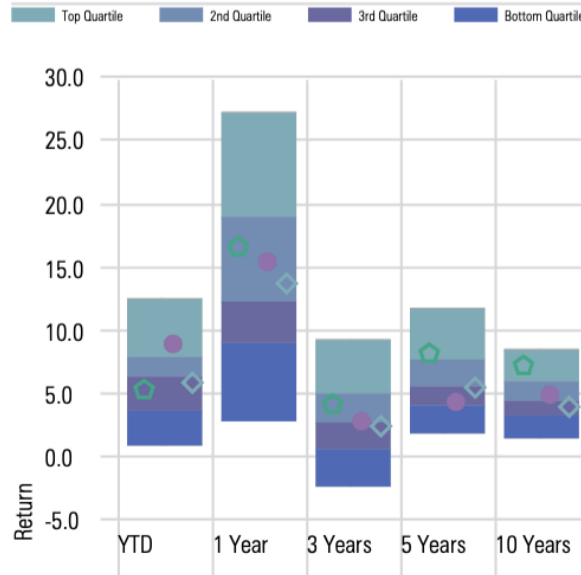 Top Quartile 2nd Quartile 3rd Quartile Bottom Quartile
30.0
25.0
20.0
15.0
10.0
5.0
0.0
-5.0
Return
YTD 1 Year 3 Years 5 Years 10 Years